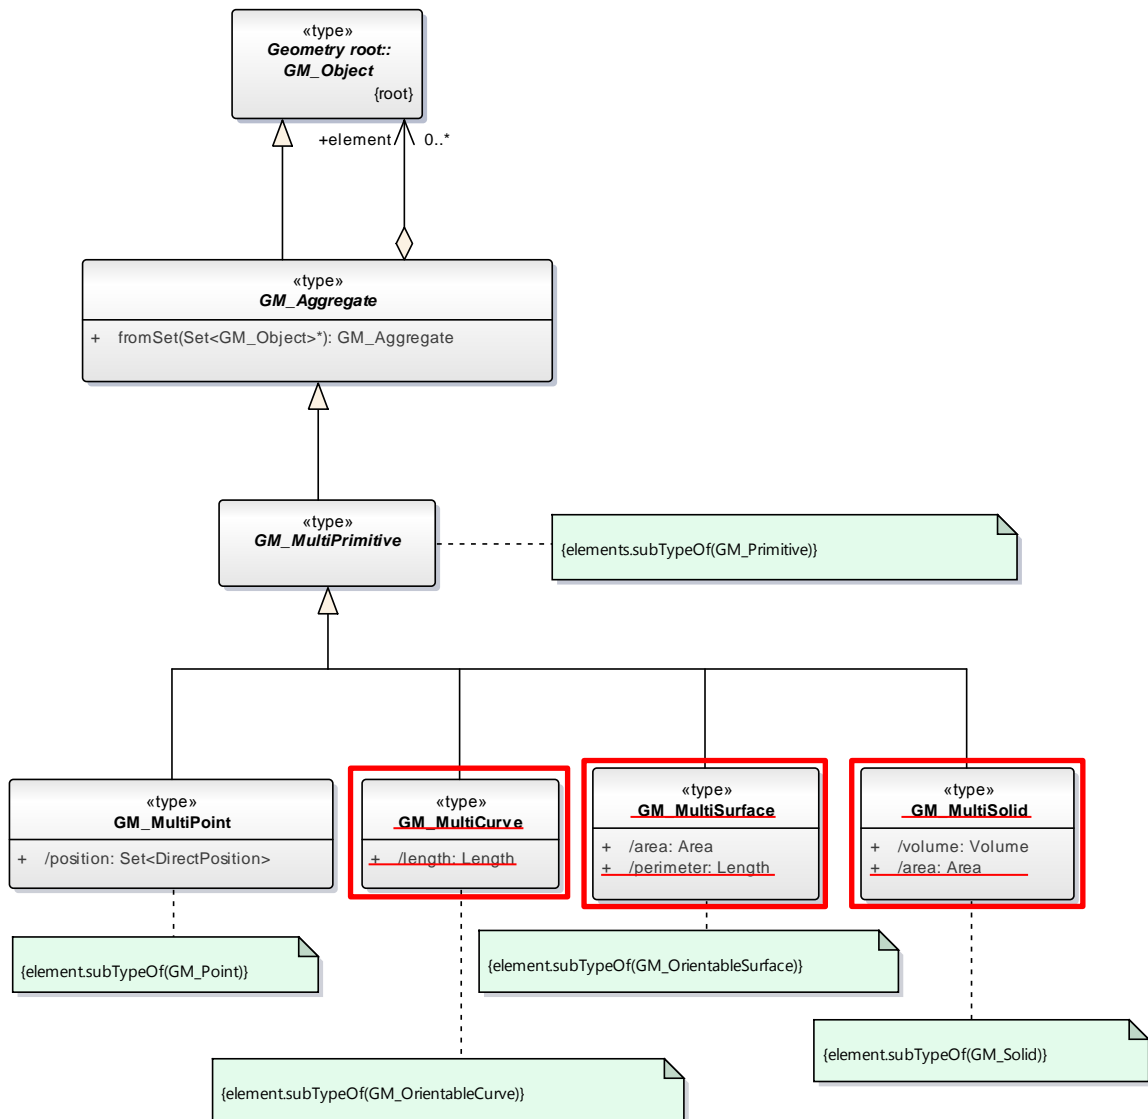 «type»
Geometry root::
GM_Object
{root}
+element
0..*
«type»
GM_Aggregate
+ fromSet(Set<GM_Object>*): GM_Aggregate
«type»
GM_MultiPrimitive
{elements.subTypeOf(GM_Primitive)}
«type»
GM_MultiPoint
+ /position: Set<DirectPosition>
«type»
GM_MultiCurve
+ /length: Length
«type»
GM_MultiSurface
+ /area: Area
+ /perimeter: Length
«type»
GM_MultiSolid
+ /volume: Volume
+ /area: Area
{element.subTypeOf(GM_Point)}
{element.subTypeOf(GM_OrientableSurface)}
{element.subTypeOf(GM_Solid)}
{element.subTypeOf(GM_OrientableCurve)}